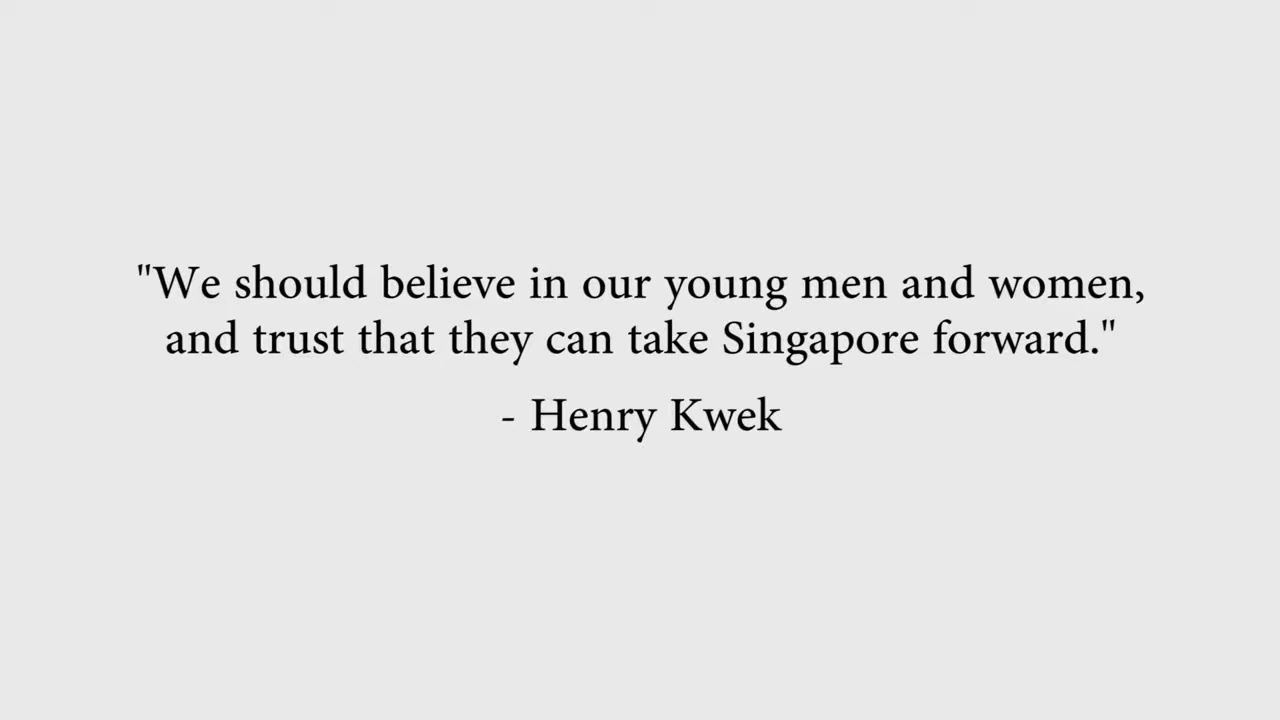 "We should believe in our young men and women,
and trust that they can take Singapore forward."
- Henry Kwek